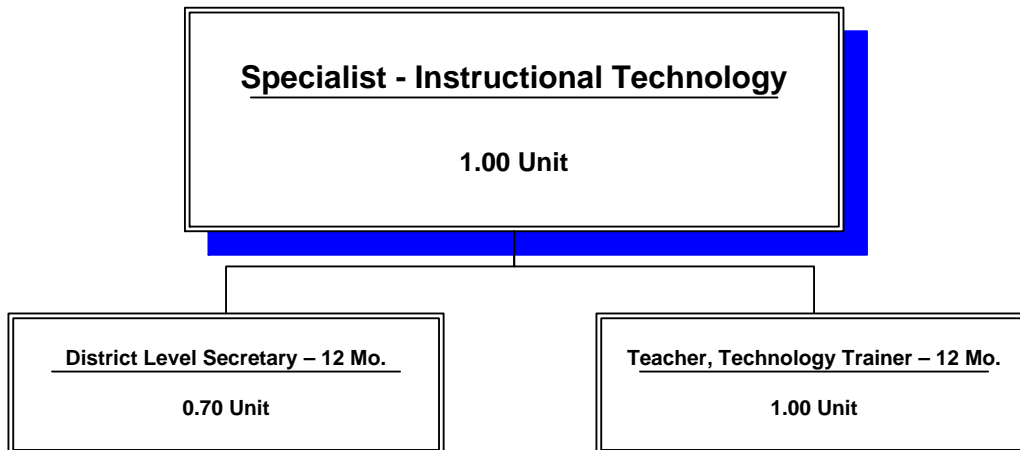 Specialist - Instructional Technology
1.00 Unit
District Level Secretary – 12 Mo.
0.70 Unit
Teacher, Technology Trainer – 12 Mo.
1.00 Unit